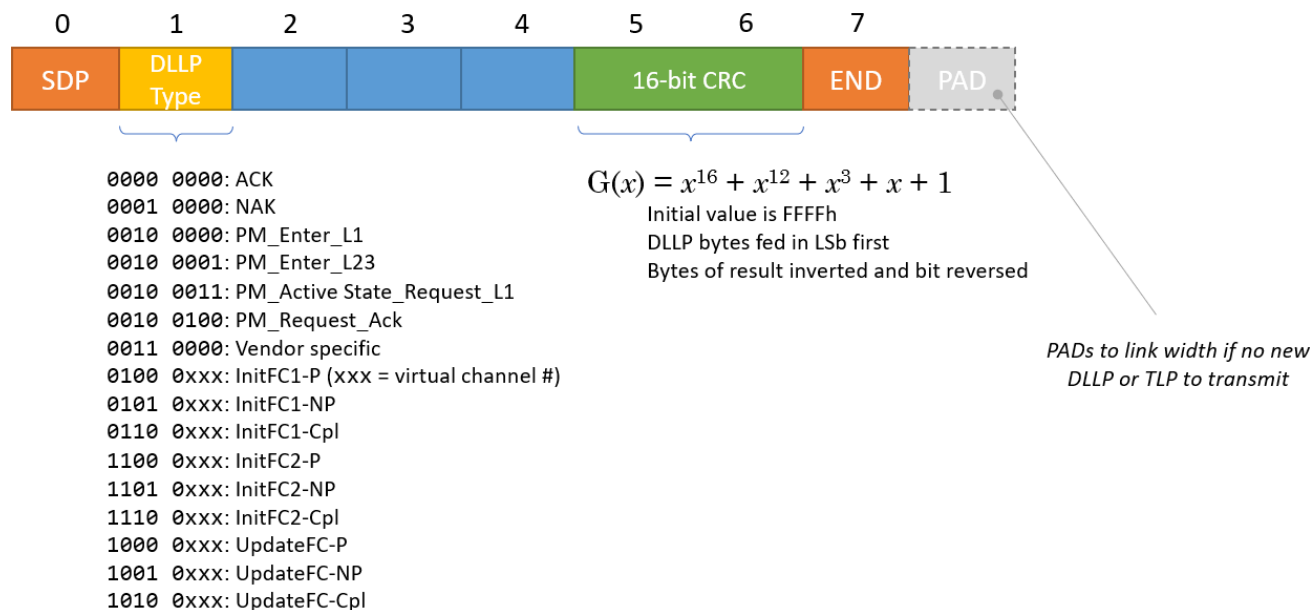 0 1 2 3 4 5 6 7
SDP DLLP Type 16-bit CRC END PAD
0000 0000: ACK
0001 0000: NAK
0010 0000: PM_Enter_L1
0010 0001: PM_Enter_L23
0010 0011: PM_Active State_Request_L1
0010 0100: PM_Request_Ack
0011 0000: Vendor specific
0100 0xxx: InitFC1-P (xxx = virtual channel #)
0101 0xxx: InitFC1-NP
0110 0xxx: InitFC1-Cpl
1100 0xxx: InitFC2-P
1101 0xxx: InitFC2-NP
1110 0xxx: InitFC2-Cpl
1000 0xxx: UpdateFC-P
1001 0xxx: UpdateFC-NP
1010 0xxx: UpdateFC-Cpl
G(x) = x¹⁶ + x¹² + x³ + x + 1
Initial value is FFFFh
DLLP bytes fed in LSb first
Bytes of result inverted and bit reversed
PADs to link width if no new
DLLP or TLP to transmit